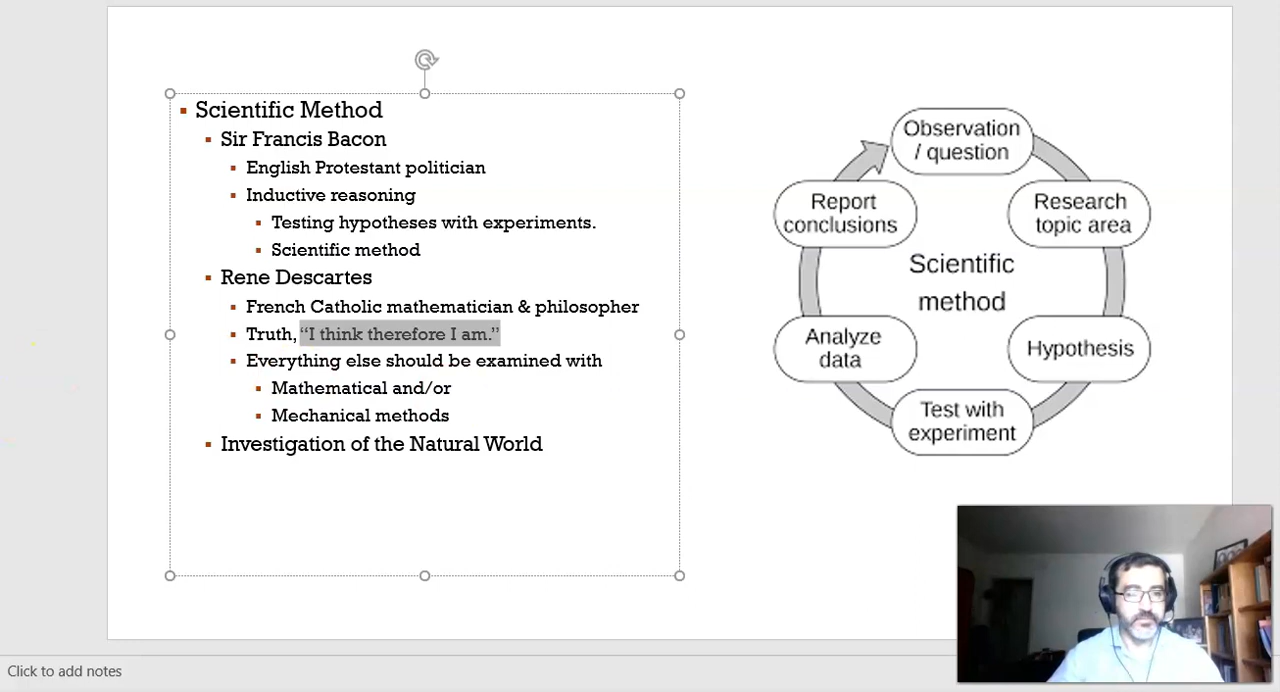 Scientific Method
Sir Francis Bacon
English Protestant politician
Inductive reasoning
Testing hypotheses with experiments.
Scientific method
Rene Descartes
French Catholic mathematician & philosopher
Truth, “I think therefore I am.”
Everything else should be examined with
Mathematical and/or
Mechanical methods
Investigation of the Natural World
Observation
/ question
Research
topic area
Hypothesis
Test with
experiment
Analyze
data
Report
conclusions
Scientific
method
Click to add notes